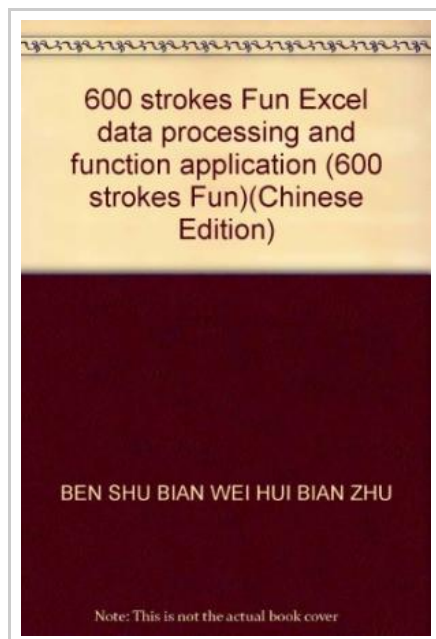 600 strokes Fun Excel
data processing and
function application (600
strokes Fun)(Chinese
Edition)
BEN SHU BIAN WEI HUI BIAN ZHU
Note: This is not the actual book cover